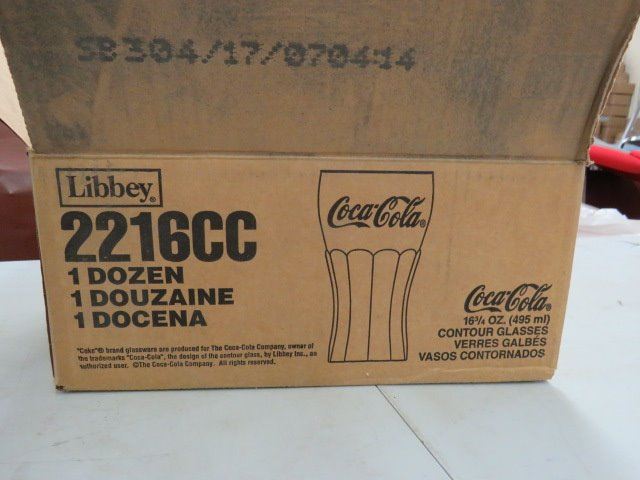 SB304/17/070414
Libbey®
2216CC
1 DOZEN
1 DOUZAINE
1 DOCENA
"Coke"® brand glassware are produced for The Coca-Cola Company, owner of
the trademarks "Coca-Cola", the design of the contour glass, by Libbey Inc., an
authorized user. ©The Coca-Cola Company. All rights reserved.
Coca-Cola®
Coca-Cola®
16¾ OZ. (495 ml)
CONTOUR GLASSES
VERRES GALBÉS
VASOS CONTORNADOS